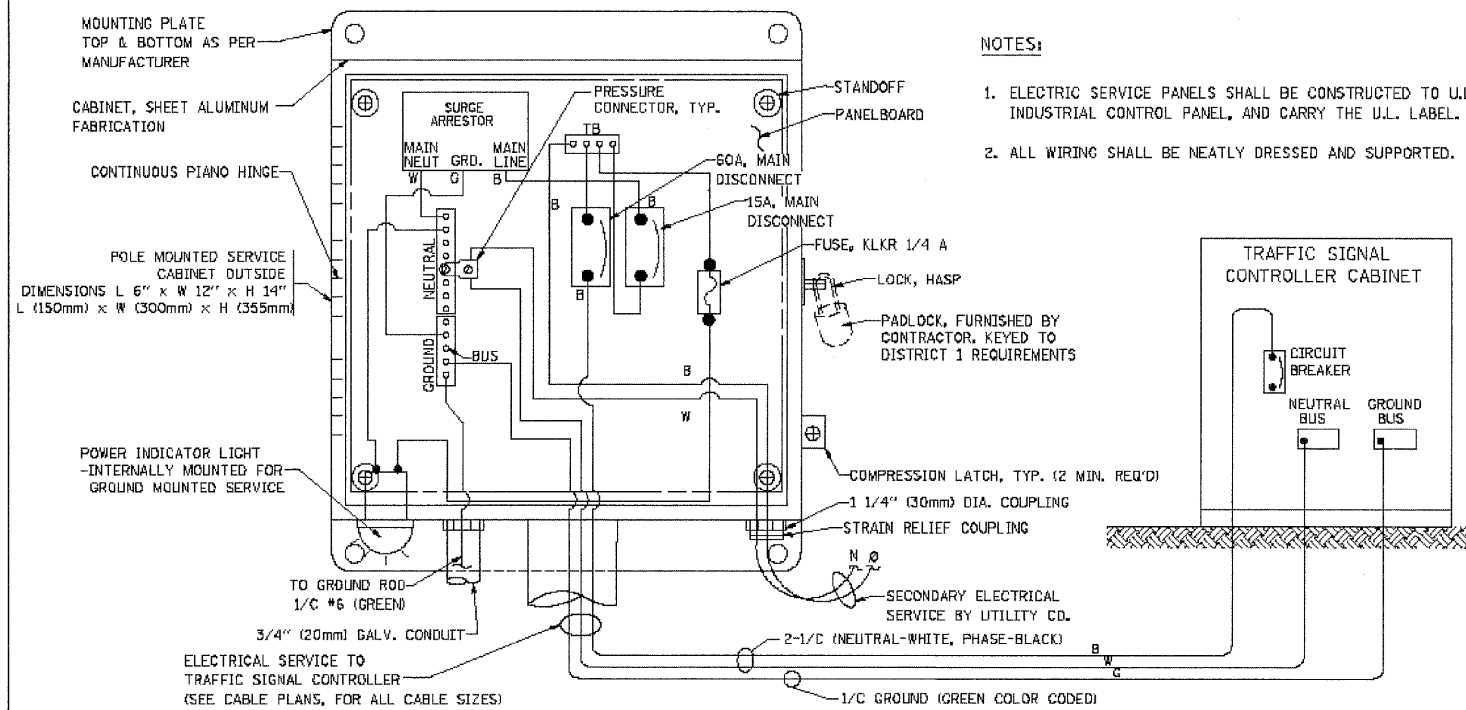 MOUNTING PLATE
TOP & BOTTOM AS PER
MANUFACTURER
CABINET, SHEET ALUMINUM
FABRICATION
CONTINUOUS PIANO HINGE
POLE MOUNTED SERVICE
CABINET OUTSIDE
DIMENSIONS L 6" x W 12" x H 14"
L (150mm) x W (300mm) x H (355mm)
POWER INDICATOR LIGHT
-INTERNALLY MOUNTED FOR
GROUND MOUNTED SERVICE
SURGE
ARRESTOR
MAIN
NEUT
GRD.
MAIN
LINE
W
G
B
PRESSURE
CONNECTOR, TYP.
TB
STANDOFF
PANELBOARD
60A, MAIN
DISCONNECT
15A, MAIN
DISCONNECT
B
B
B
FUSE, KLKR 1/4 A
NEUTRAL
GROUND
BUS
B
W
LOCK, HASP
PADLOCK, FURNISHED BY
CONTRACTOR. KEYED TO
DISTRICT 1 REQUIREMENTS
COMPRESSION LATCH, TYP. (2 MIN. REQ'D)
1 1/4" (30mm) DIA. COUPLING
STRAIN RELIEF COUPLING
N Ø
SECONDARY ELECTRICAL
SERVICE BY UTILITY CO.
TO GROUND ROD
1/C #6 (GREEN)
3/4" (20mm) GALV. CONDUIT
ELECTRICAL SERVICE TO
TRAFFIC SIGNAL CONTROLLER
(SEE CABLE PLANS, FOR ALL CABLE SIZES)
2-1/C (NEUTRAL-WHITE, PHASE-BLACK)
B
W
G
1/C GROUND (GREEN COLOR CODED)
NOTES:
1. ELECTRIC SERVICE PANELS SHALL BE CONSTRUCTED TO U.L
INDUSTRIAL CONTROL PANEL, AND CARRY THE U.L. LABEL.
2. ALL WIRING SHALL BE NEATLY DRESSED AND SUPPORTED.
TRAFFIC SIGNAL
CONTROLLER CABINET
CIRCUIT
BREAKER
NEUTRAL
BUS
GROUND
BUS